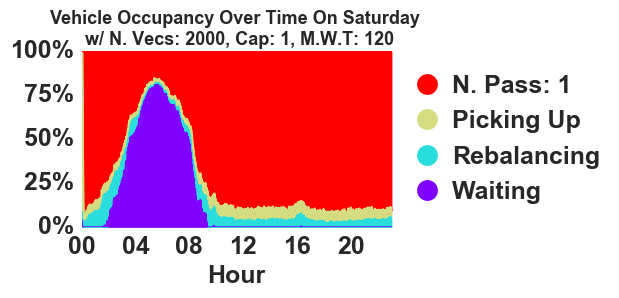 Vehicle Occupancy Over Time On Saturday
w/ N. Vecs: 2000, Cap: 1, M.W.T: 120
100%
75%
50%
25%
0%
00 04 08 12 16 20
Hour
N. Pass: 1
Picking Up
Rebalancing
Waiting